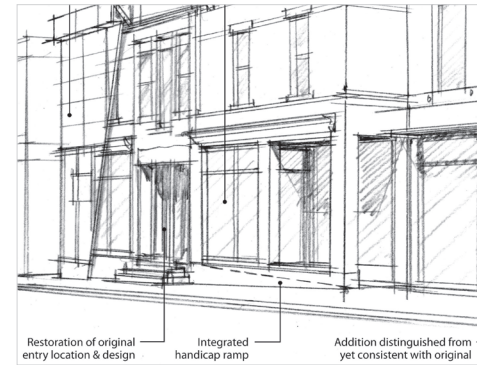 Restoration of original
entry location & design
Integrated
handicap ramp
Addition distinguished from
yet consistent with original